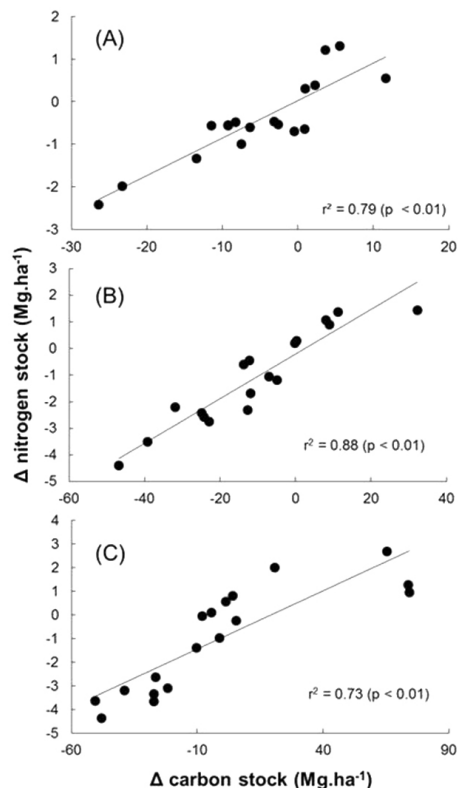 (A)
2
1
0
-1
-2
-3
r² = 0.79 (p < 0.01)
-30 -20 -10 0 10 20
(B)
3
2
1
0
-1
-2
-3
-4
-5
r² = 0.88 (p < 0.01)
-60 -40 -20 0 20 40
Δ nitrogen stock (Mg.ha⁻¹)
(C)
4
3
2
1
0
-1
-2
-3
-4
-5
r² = 0.73 (p < 0.01)
-60 -10 40 90
Δ carbon stock (Mg.ha⁻¹)